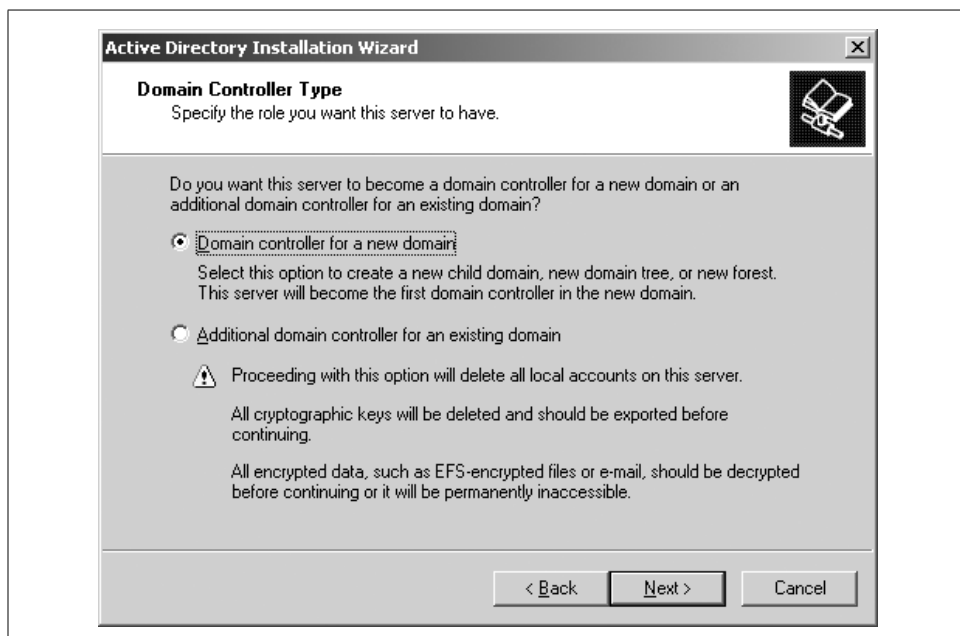 Active Directory Installation Wizard
Domain Controller Type
Specify the role you want this server to have.
Do you want this server to become a domain controller for a new domain or an
additional domain controller for an existing domain?
Domain controller for a new domain
Select this option to create a new child domain, new domain tree, or new forest.
This server will become the first domain controller in the new domain.
Additional domain controller for an existing domain
Proceeding with this option will delete all local accounts on this server.
All cryptographic keys will be deleted and should be exported before
continuing.
All encrypted data, such as EFS-encrypted files or e-mail, should be decrypted
before continuing or it will be permanently inaccessible.
< Back Next > Cancel